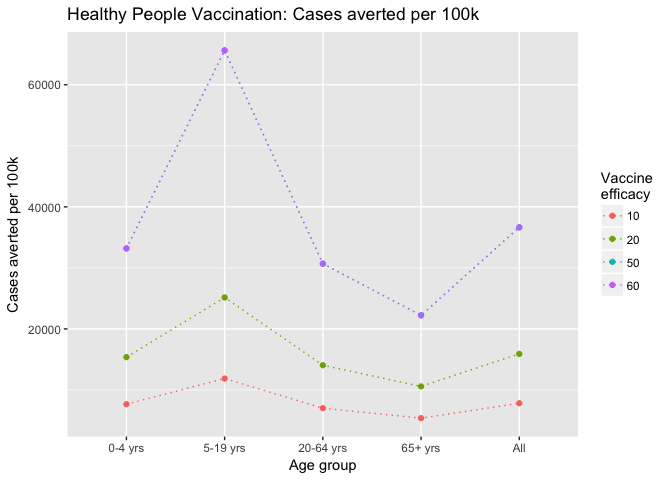 Healthy People Vaccination: Cases averted per 100k
Cases averted per 100k
60000
40000
20000
0-4 yrs
5-19 yrs
20-64 yrs
65+ yrs
All
Age group
Vaccine
efficacy
10
20
50
60